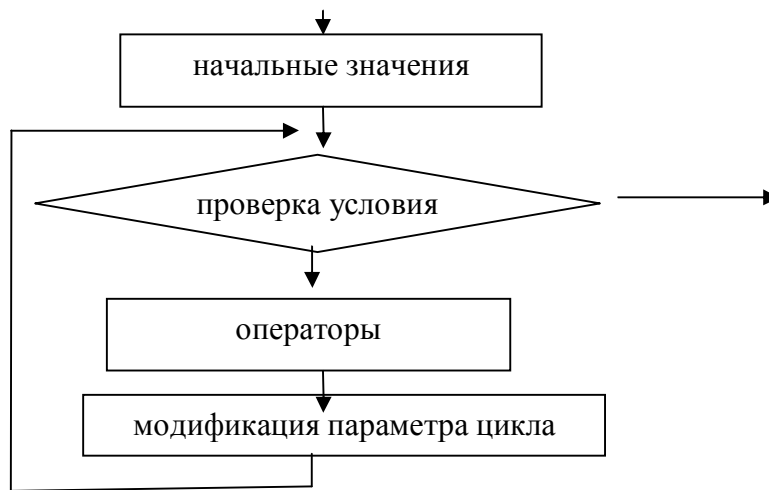 начальные значения
проверка условия
операторы
модификация параметра цикла